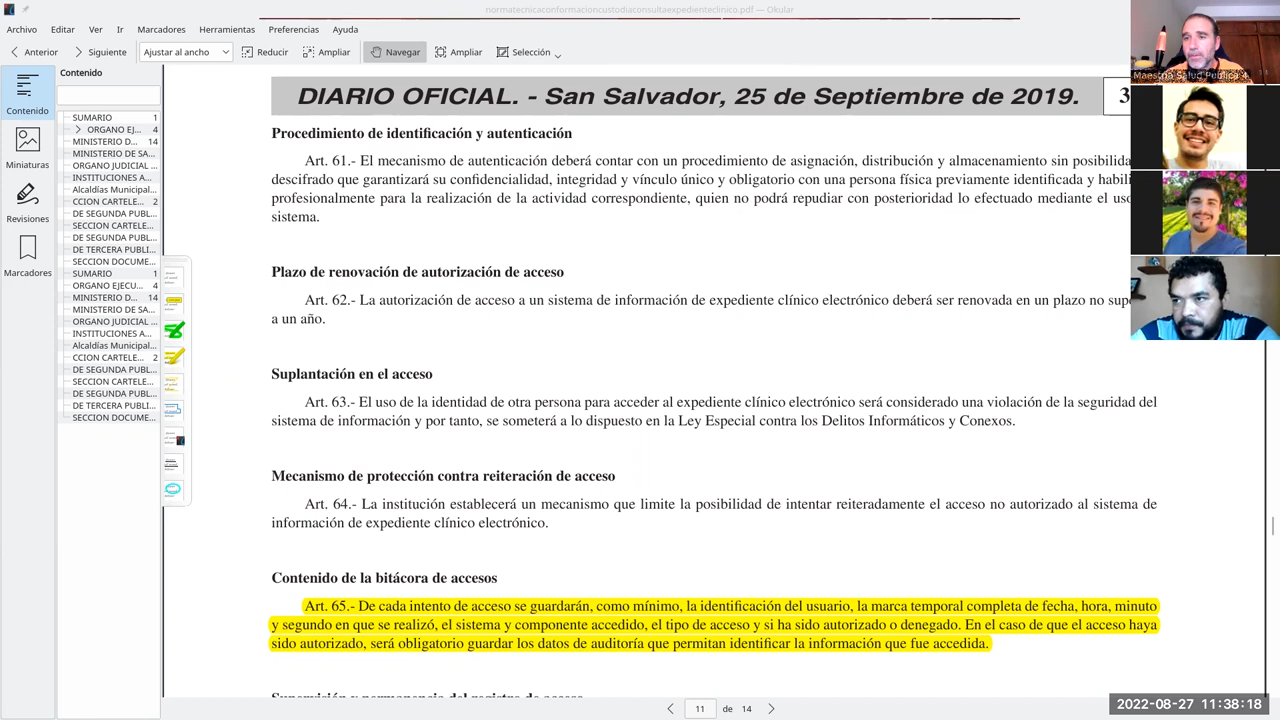 normatecnicaconformacioncustodiaconsultaexpedienteclinico.pdf — Okular
Archivo Editar Ver Ir Marcadores Herramientas Preferencias Ayuda
Anterior Siguiente Ajustar al ancho Reducir Ampliar Navegar Ampliar Selección
Contenido
Miniaturas
Revisiones
Marcadores
Contenido
SUMARIO 1
ORGANO EJ... 4
MINISTERIO D... 14
MINISTERIO DE SA...
ORGANO JUDICIAL ...
INSTITUCIONES A...
Alcaldías Municipal...
CCION CARTELE... 2
DE SEGUNDA PUBL...
SECCION CARTELE...
DE SEGUNDA PUBL...
DE TERCERA PUBLI...
SECCION DOCUME...
SUMARIO 1
ORGANO EJECU... 4
MINISTERIO D... 14
MINISTERIO DE SA...
ORGANO JUDICIAL ...
INSTITUCIONES A...
Alcaldías Municipal...
CCION CARTELE... 2
DE SEGUNDA PUBL...
SECCION CARTELE...
DE SEGUNDA PUBL...
DE TERCERA PUBLI...
SECCION DOCUME...
DIARIO OFICIAL. - San Salvador, 25 de Septiembre de 2019. 3
Procedimiento de identificación y autenticación
Art. 61.- El mecanismo de autenticación deberá contar con un procedimiento de asignación, distribución y almacenamiento sin posibilida
descifrado que garantizará su confidencialidad, integridad y vínculo único y obligatorio con una persona física previamente identificada y habili
profesionalmente para la realización de la actividad correspondiente, quien no podrá repudiar con posterioridad lo efectuado mediante el uso
sistema.
Plazo de renovación de autorización de acceso
Art. 62.- La autorización de acceso a un sistema de información de expediente clínico electrónico deberá ser renovada en un plazo no supe
a un año.
Suplantación en el acceso
Art. 63.- El uso de la identidad de otra persona para acceder al expediente clínico electrónico será considerado una violación de la seguridad del
sistema de información y por tanto, se someterá a lo dispuesto en la Ley Especial contra los Delitos Informáticos y Conexos.
Mecanismo de protección contra reiteración de acceso
Art. 64.- La institución establecerá un mecanismo que limite la posibilidad de intentar reiteradamente el acceso no autorizado al sistema de
información de expediente clínico electrónico.
Contenido de la bitácora de accesos
Art. 65.- De cada intento de acceso se guardarán, como mínimo, la identificación del usuario, la marca temporal completa de fecha, hora, minuto
y segundo en que se realizó, el sistema y componente accedido, el tipo de acceso y si ha sido autorizado o denegado. En el caso de que el acceso haya
sido autorizado, será obligatorio guardar los datos de auditoría que permitan identificar la información que fue accedida.
Supervisión y permanencia del registro de accesos
11 de 14
Maestria Salud Publica 4
2022-08-27 11:38:18